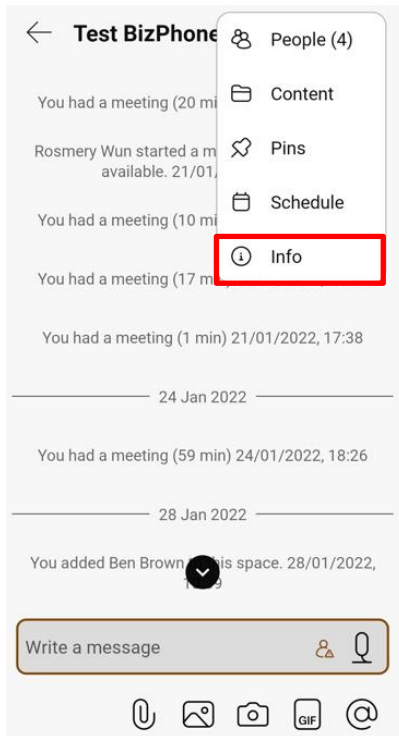 Test BizPhone
People (4)
Content
Pins
Schedule
Info
You had a meeting (20 mi
Rosmery Wun started a m
available. 21/01/
You had a meeting (10 mi
You had a meeting (17 m
You had a meeting (1 min) 21/01/2022, 17:38
24 Jan 2022
You had a meeting (59 min) 24/01/2022, 18:26
28 Jan 2022
You added Ben Brown this space. 28/01/2022,
Write a message
GIF